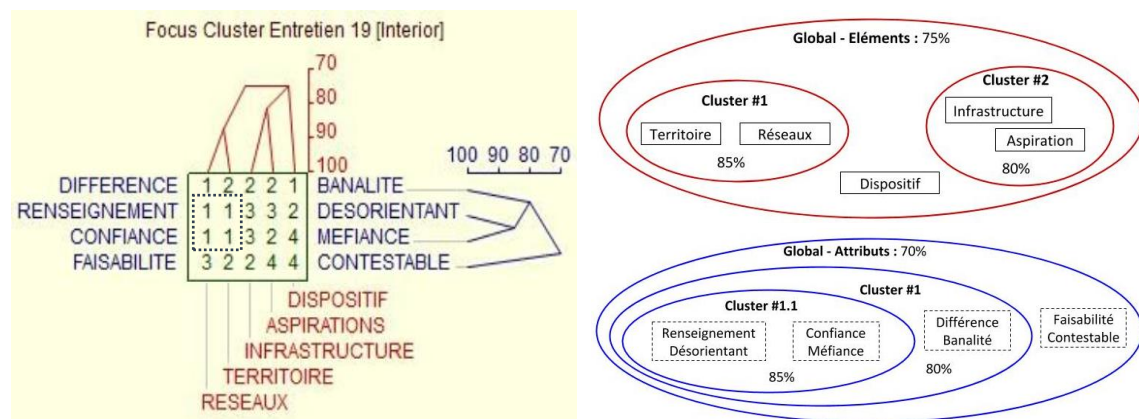 Focus Cluster Entretien 19 [Interior]
70
80
90
100
100 90 80 70
DIFFERENCE 1 2 2 2 1 BANALITE
RENSEIGNEMENT 1 1 3 3 2 DESORIENTANT
CONFIANCE 1 1 3 2 4 MEFIANCE
FAISABILITE 3 2 2 4 4 CONTESTABLE
DISPOSITIF
ASPIRATIONS
INFRASTRUCTURE
TERRITOIRE
RESEAUX
Global - Eléments : 75%
Cluster #1
Territoire Réseaux
85%
Cluster #2
Infrastructure
Aspiration
80%
Dispositif
Global - Attributs : 70%
Cluster #1
Cluster #1.1
Renseignement
Désorientant
Confiance
Méfiance
85%
Différence
Banalité
80%
Faisabilité
Contestable